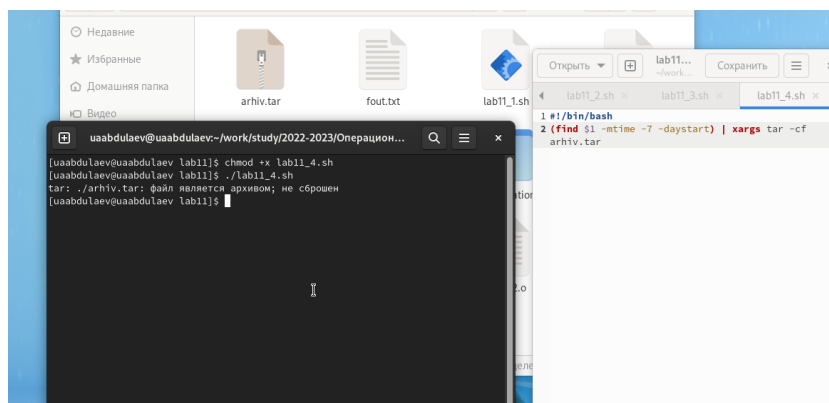 Недавние
Избранные
Домашняя папка
Видео
arhiv.tar
fout.txt
lab11_1.sh
Открыть
lab11...
~/work...
Сохранить
lab11_2.sh ×
lab11_3.sh ×
lab11_4.sh ×
1 #!/bin/bash
2 (find $1 -mtime -7 -daystart) | xargs tar -cf
arhiv.tar
uaabdulaev@uaabdulaev:~/work/study/2022-2023/Операцион...
[uaabdulaev@uaabdulaev lab11]$ chmod +x lab11_4.sh
[uaabdulaev@uaabdulaev lab11]$ ./lab11_4.sh
tar: ./arhiv.tar: файл является архивом; не сброшен
[uaabdulaev@uaabdulaev lab11]$